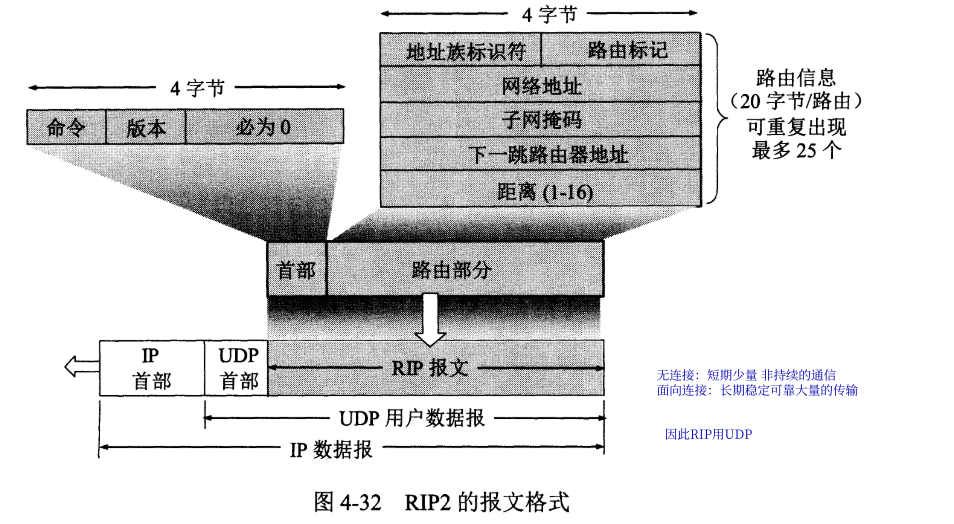 4 字节
地址族标识符 路由标记
网络地址
子网掩码
下一跳路由器地址
距离 (1-16)
路由信息
（20 字节/路由）
可重复出现
最多 25 个
4 字节
命令 版本 必为 0
首部 路由部分
IP
首部
UDP
首部
RIP 报文
UDP 用户数据报
IP 数据报
无连接：短期少量 非持续的通信
面向连接：长期稳定可靠大量的传输
因此RIP用UDP
图 4-32 RIP2 的报文格式